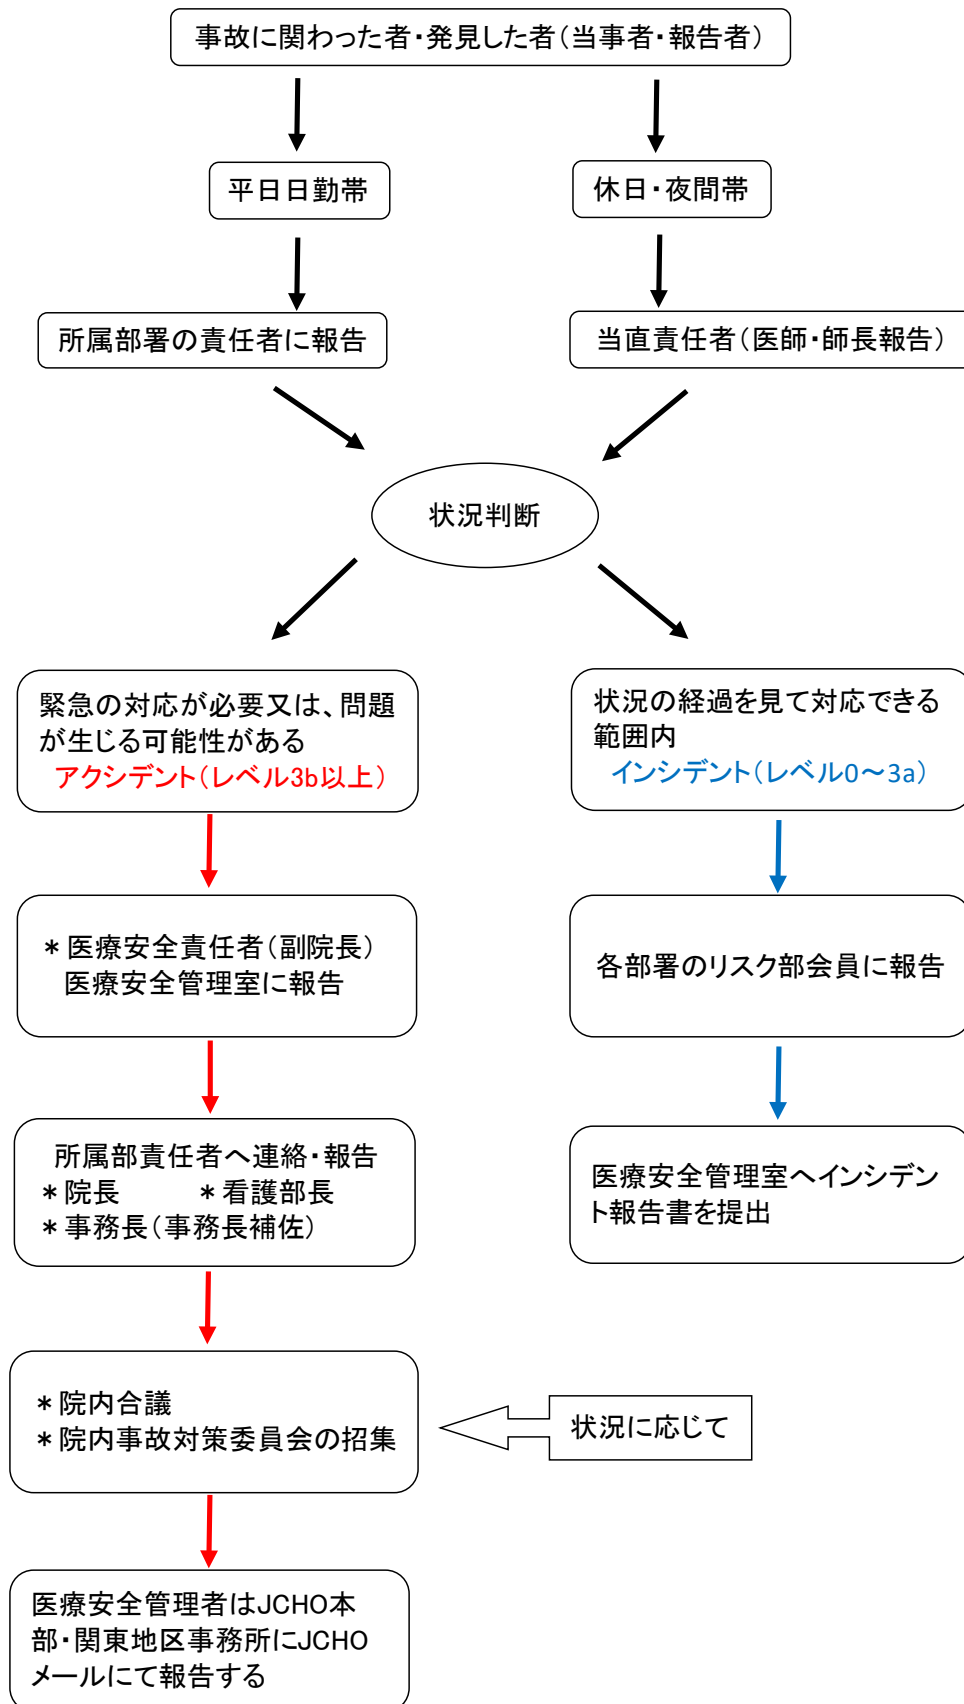 事故に関わった者・発見した者（当事者・報告者）
平日日勤帯
休日・夜間帯
所属部署の責任者に報告
当直責任者（医師・師長報告）
状況判断
緊急の対応が必要又は、問題
が生じる可能性がある
アクシデント（レベル3b以上）
状況の経過を見て対応できる
範囲内
インシデント（レベル0～3a）
＊医療安全責任者（副院長）
医療安全管理室に報告
各部署のリスク部会員に報告
所属部責任者へ連絡・報告
＊院長　　　＊看護部長
＊事務長（事務長補佐）
医療安全管理室へインシデン
ト報告書を提出
＊院内合議
＊院内事故対策委員会の招集
状況に応じて
医療安全管理者はJCHO本
部・関東地区事務所にJCHO
メールにて報告する